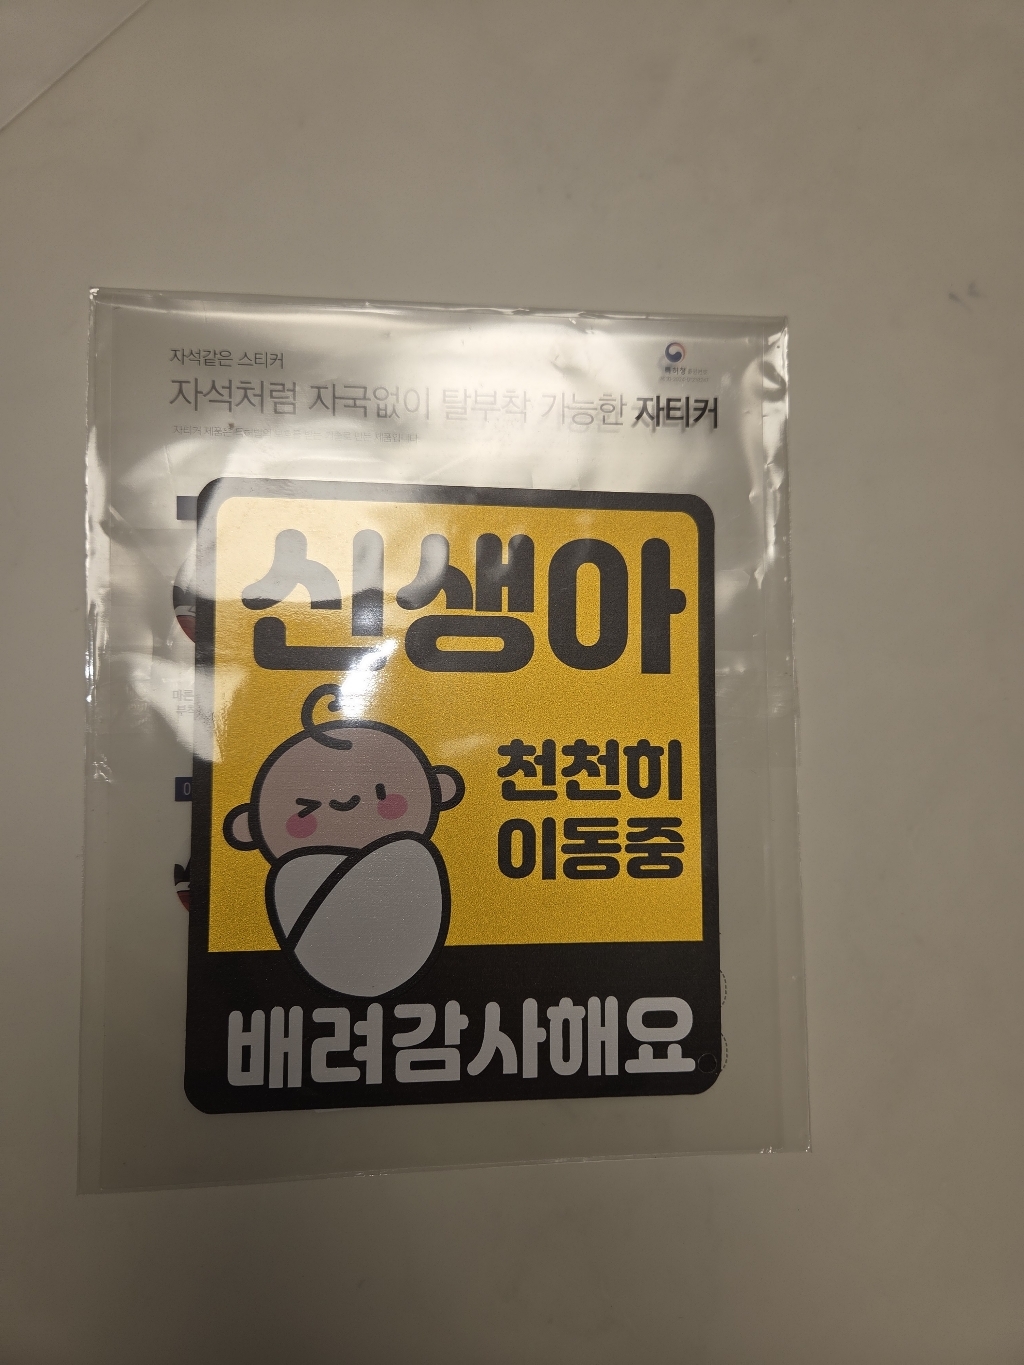 자석같은 스티커
자석처럼 자국없이 탈부착 가능한 자티커
신생아
천천히
이동중
배려감사해요